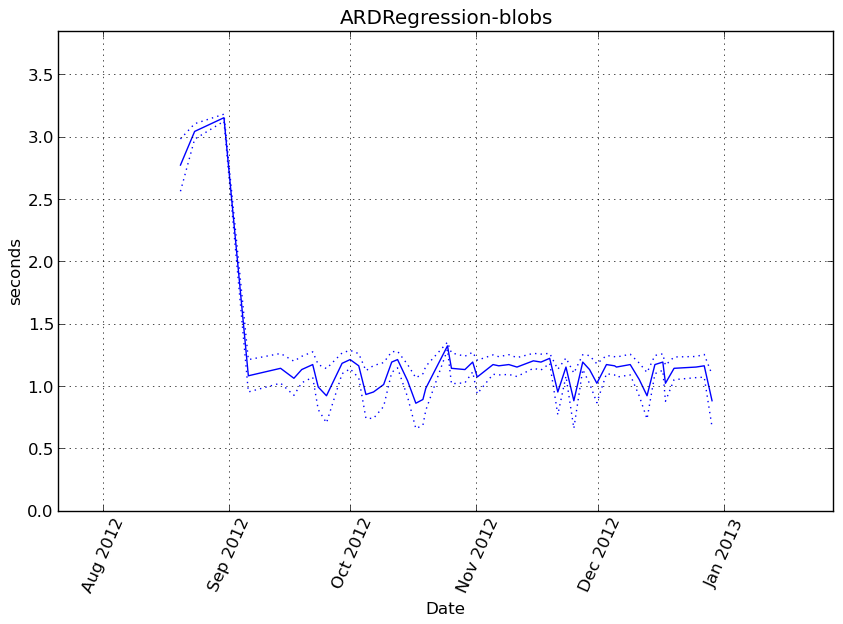 ARDRegression-blobs
3.5
3.0
2.5
2.0
1.5
1.0
0.5
0.0
seconds
Aug 2012
Sep 2012
Oct 2012
Nov 2012
Dec 2012
Jan 2013
Date